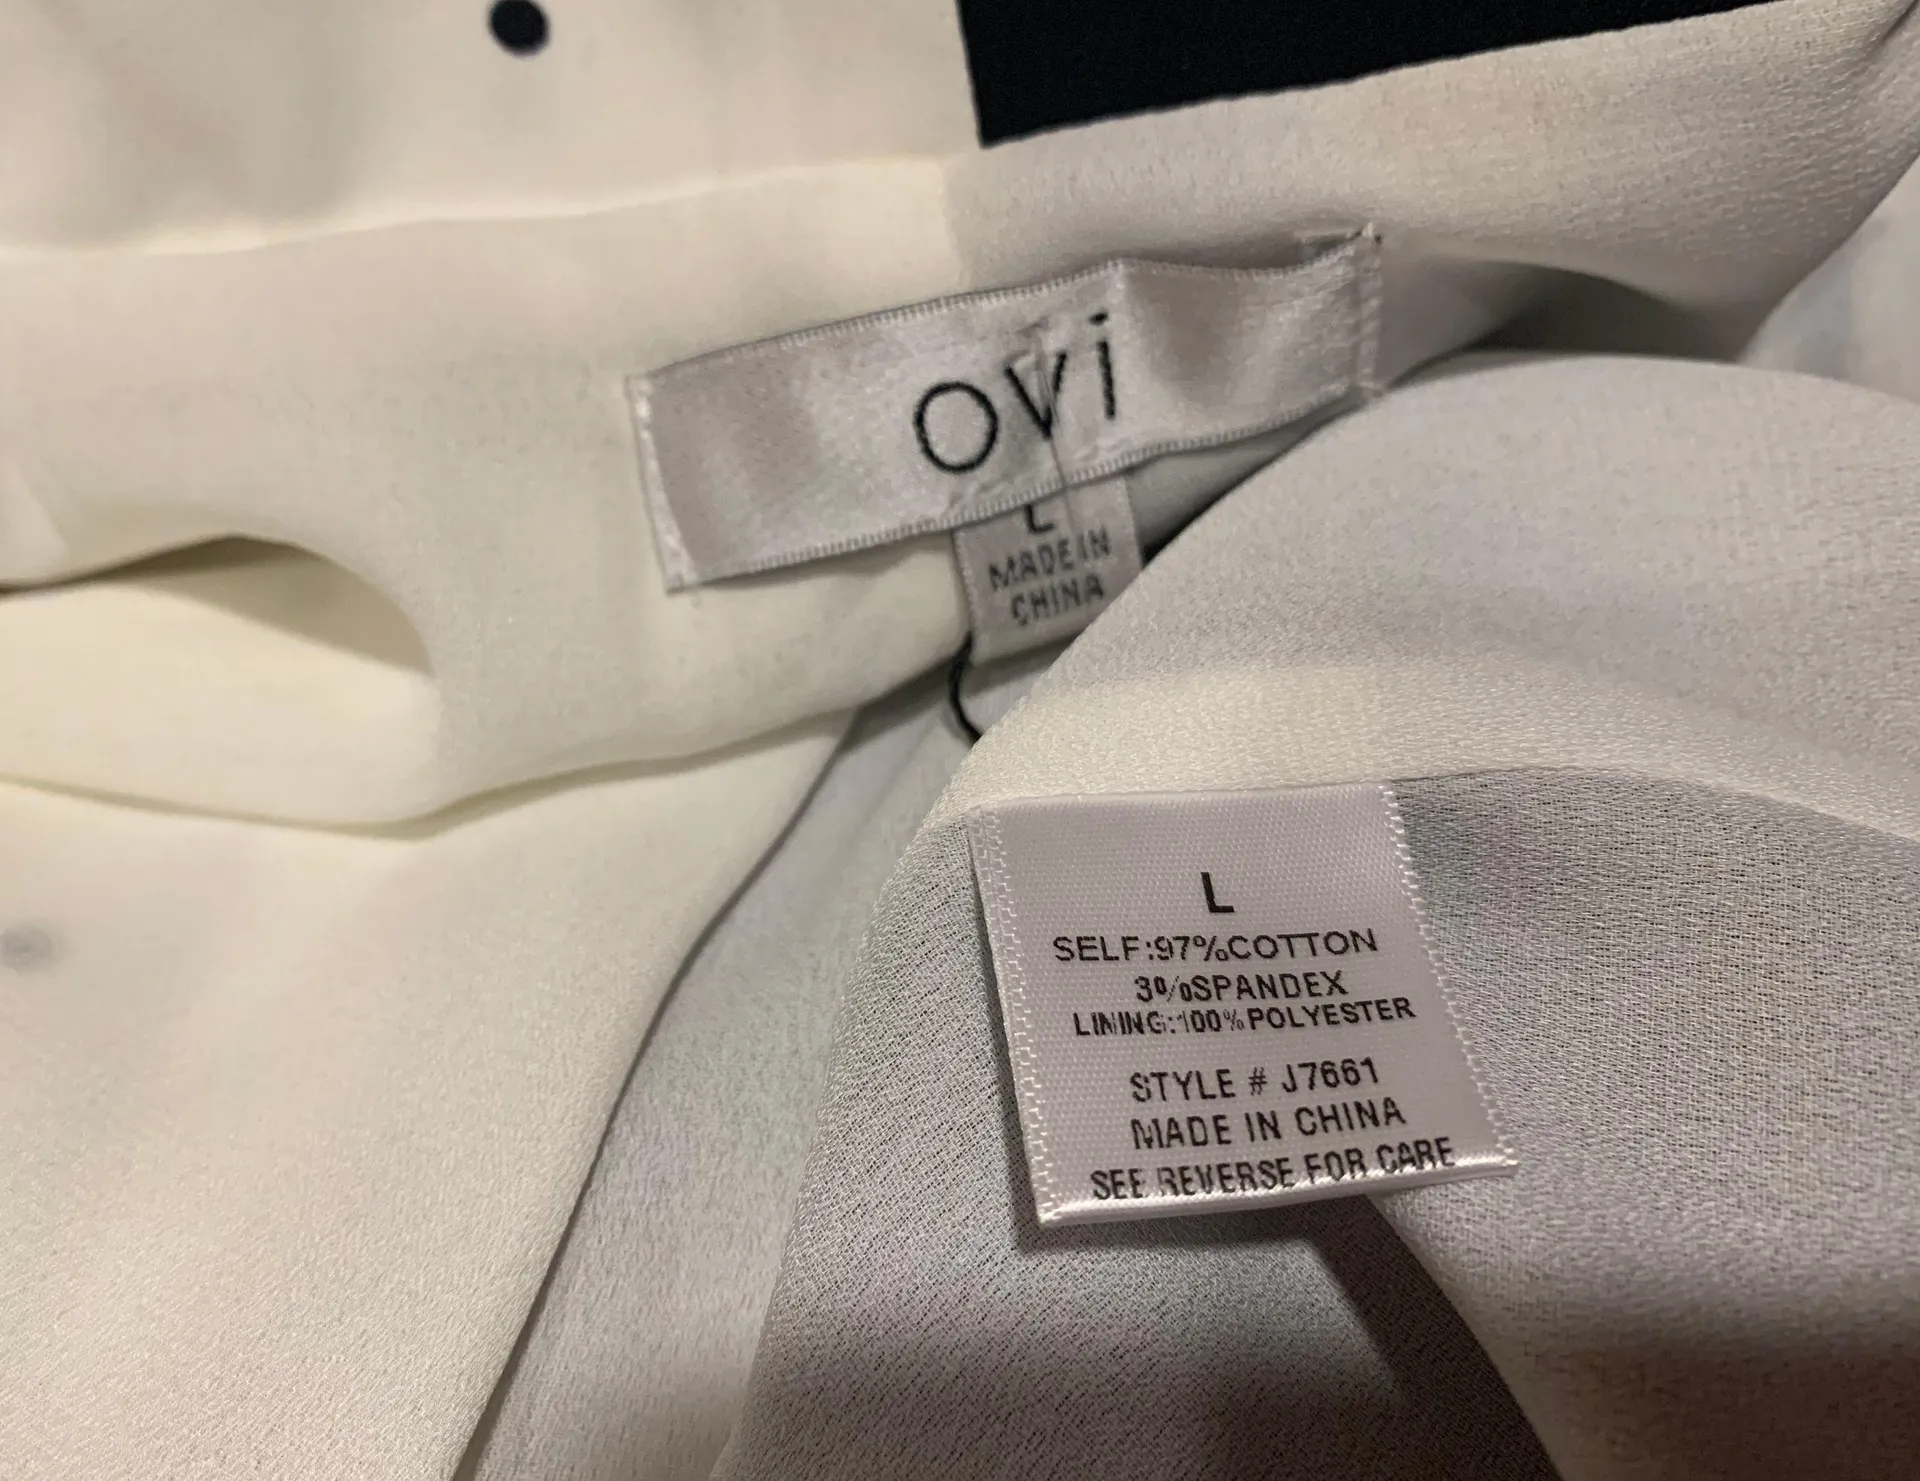 ovi
L
MADE IN
CHINA
L
SELF:97%COTTON
3%SPANDEX
LINING:100%POLYESTER
STYLE # J7661
MADE IN CHINA
SEE REVERSE FOR CARE